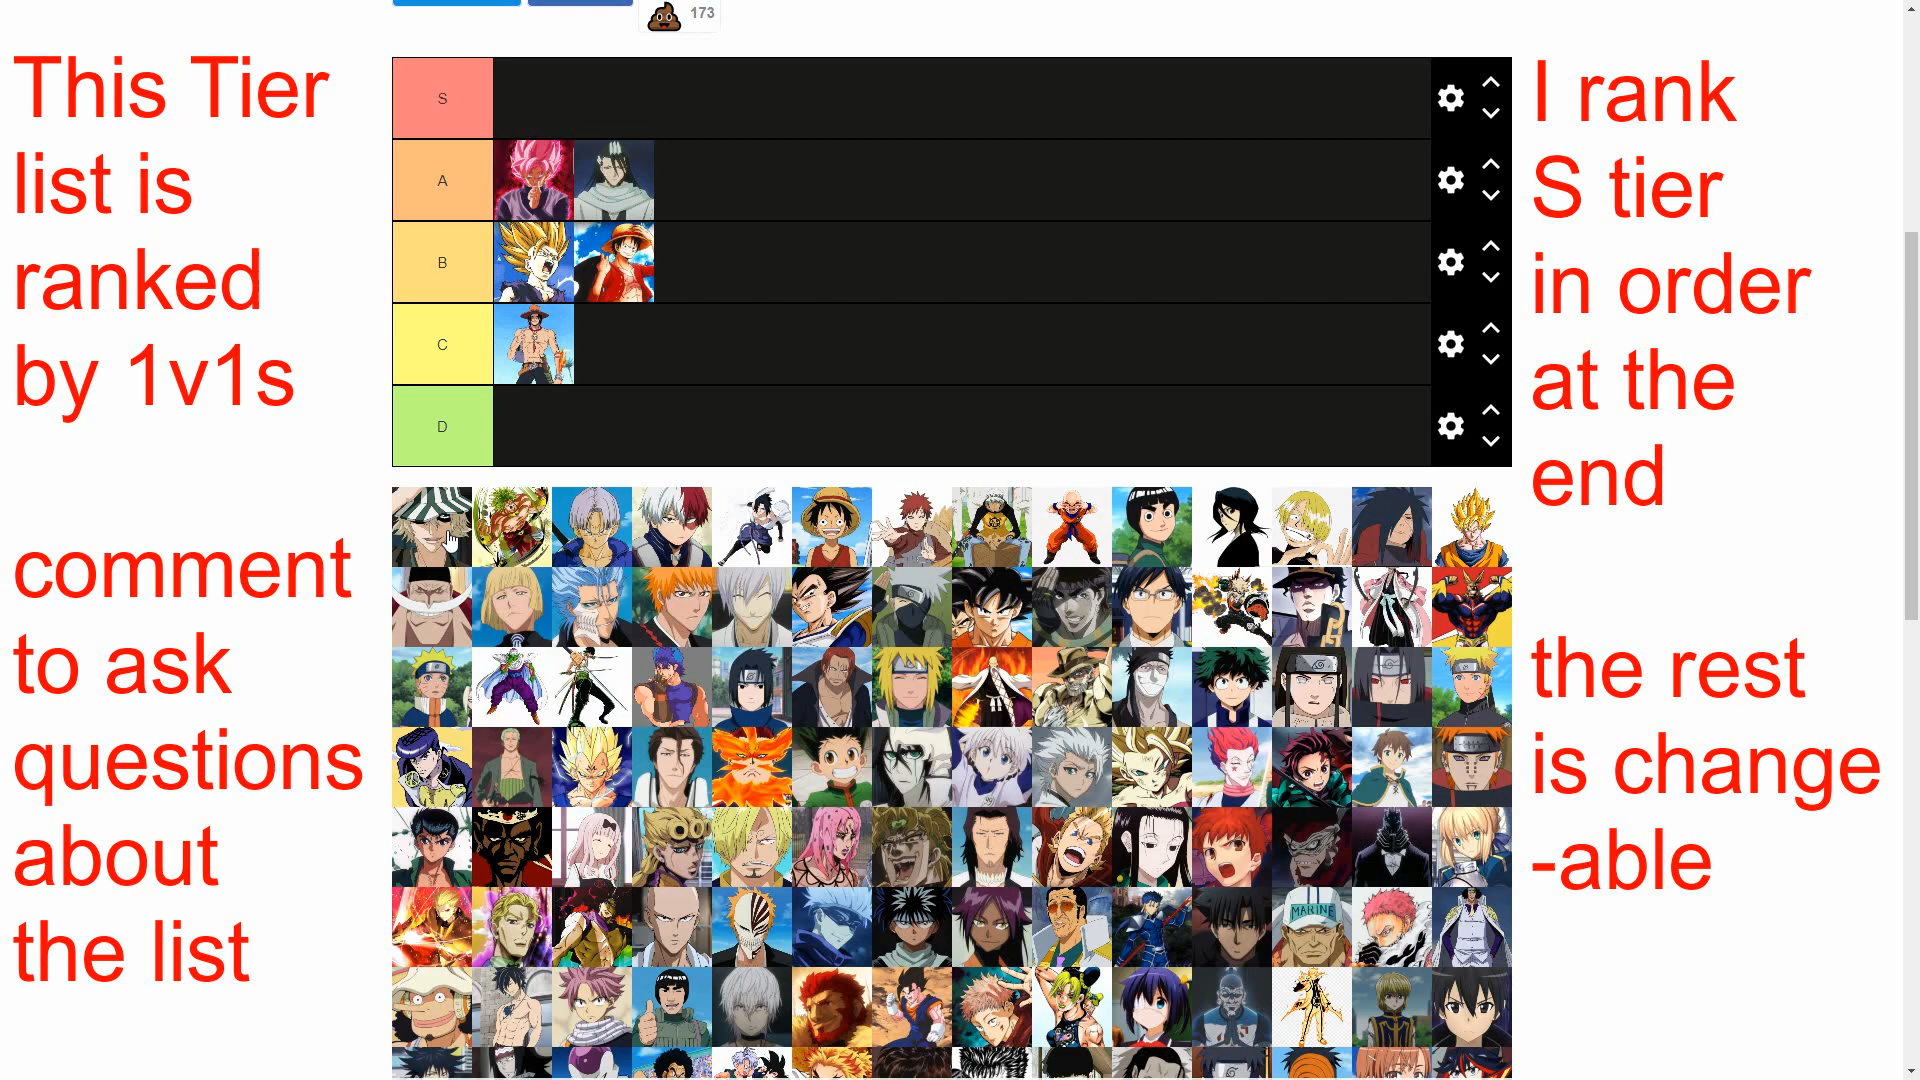 173
This Tier
list is
ranked
by 1v1s
comment
to ask
questions
about
the list
S
A
B
C
D
I rank
S tier
in order
at the
end
the rest
is change
-able
MARINE